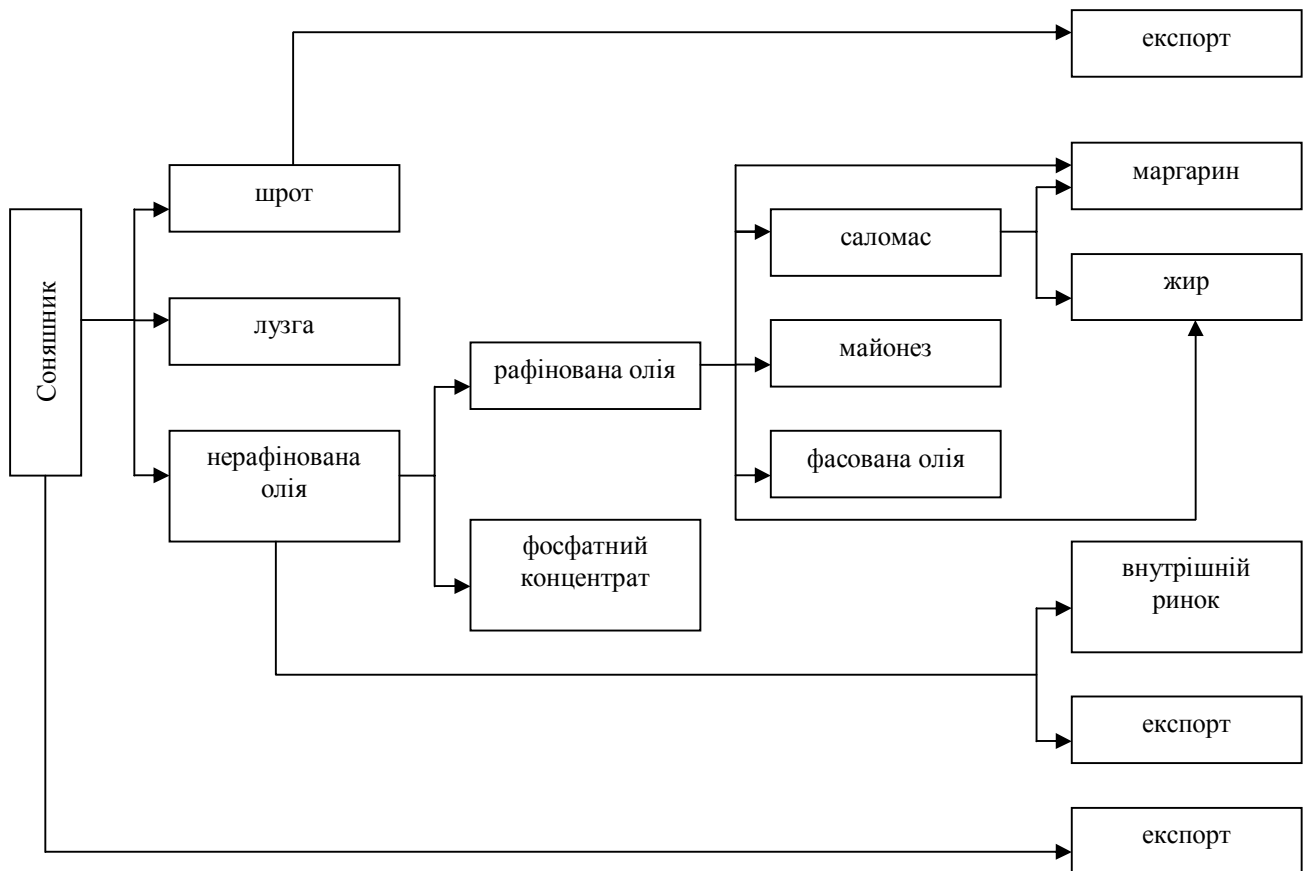 експорт
шрот
маргарин
саломас
Соняшник
жир
лузга
майонез
рафінована олія
нерафінована
олія
фасована олія
фосфатний
концентрат
внутрішній
ринок
експорт
експорт